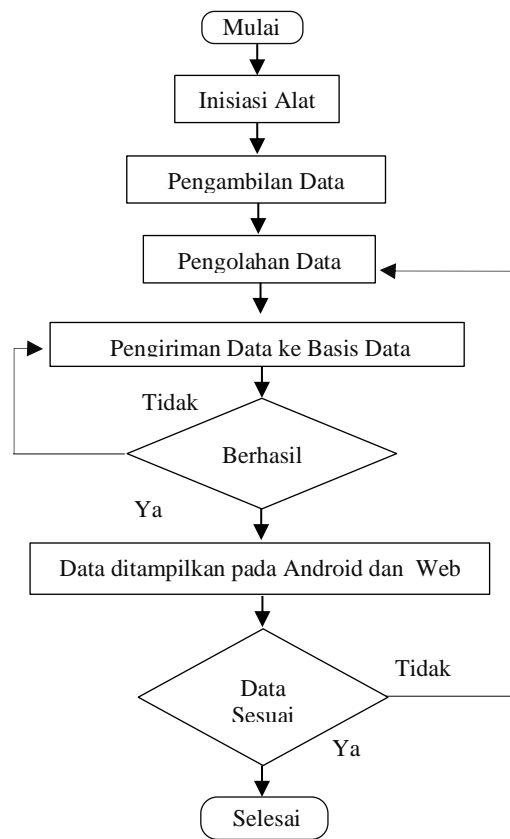 Mulai
Inisiasi Alat
Pengambilan Data
Pengolahan Data
Pengiriman Data ke Basis Data
Tidak
Berhasil
Ya
Data ditampilkan pada Android dan Web
Tidak
Data
Sesuai
Ya
Selesai